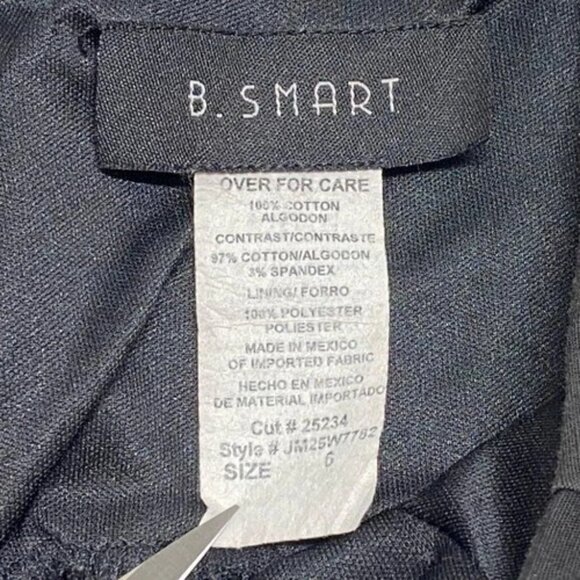 B. SMART
OVER FOR CARE
100% COTTON
ALGODON
CONTRAST/CONTRASTE
97% COTTON/ALGODON
3% SPANDEX
LINING/ FORRO
100% POLYESTER
POLIESTER
MADE IN MEXICO
OF IMPORTED FABRIC
HECHO EN MEXICO
DE MATERIAL IMPORTADO
Cut # 25234
Style # JM25W7782
SIZE 6